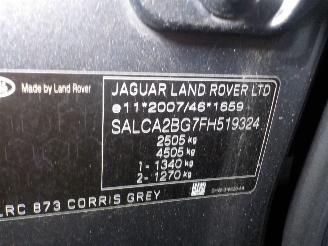 Made by Land Rover
JAGUAR LAND ROVER LTD
e11*2007/46*1659
SALCA2BG7FH519324
2505 kg
4505 kg
1- 1340 kg
2- 1270 kg
LRC 873 CORRIS GREY